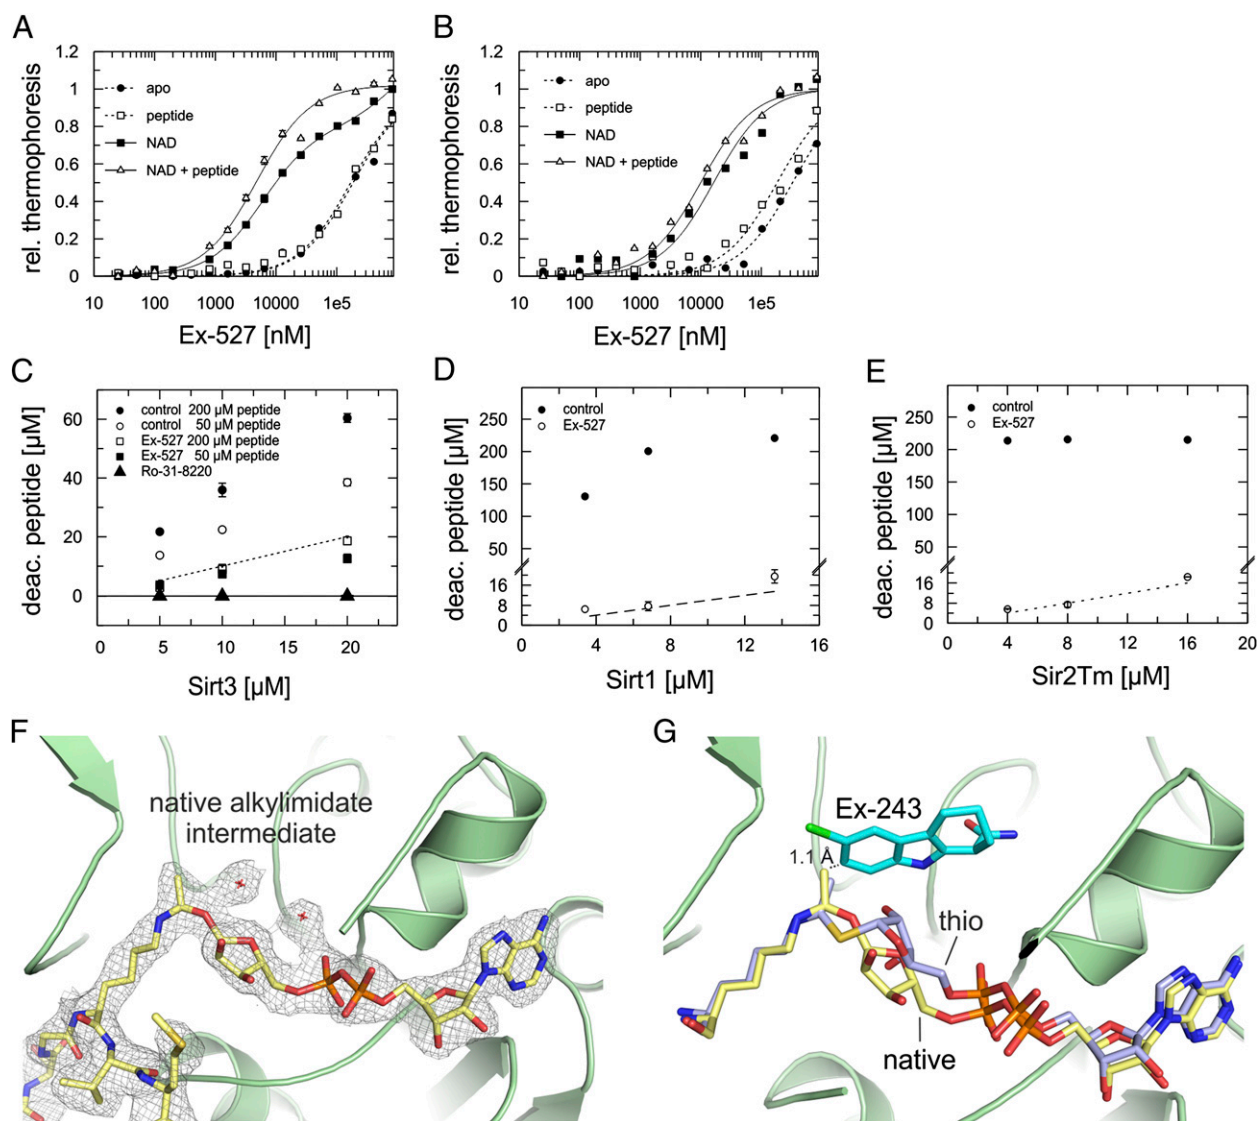 A
rel. thermophoresis
1.2
1
0.8
0.6
0.4
0.2
0
apo
peptide
NAD
NAD + peptide
10 100 1000 10000 1e5
Ex-527 [nM]
B
rel. thermophoresis
1.2
1
0.8
0.6
0.4
0.2
0
apo
peptide
NAD
NAD + peptide
10 100 1000 10000 1e5
Ex-527 [nM]
C
deac. peptide [µM]
60
40
20
0
control 200 µM peptide
control 50 µM peptide
Ex-527 200 µM peptide
Ex-527 50 µM peptide
Ro-31-8220
0 5 10 15 20
Sirt3 [µM]
D
deac. peptide [µM]
250
200
150
100
50
16
8
0
control
Ex-527
0 4 8 12 16
Sirt1 [µM]
E
deac. peptide [µM]
250
200
150
100
50
16
8
0
control
Ex-527
0 4 8 12 16 20
Sir2Tm [µM]
F
native alkylimidate
intermediate
G
Ex-243
1.1 Å
thio
native